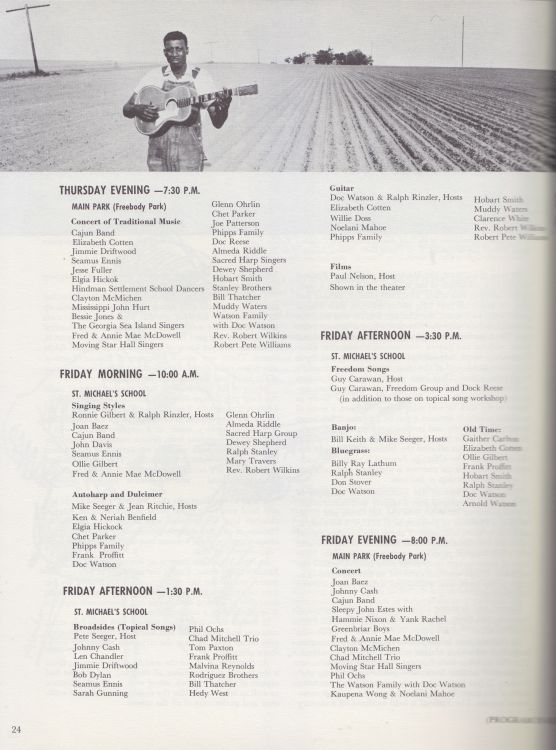 THURSDAY EVENING —7:30 P.M.
MAIN PARK (Freebody Park)
Concert of Traditional Music
Cajun Band
Elizabeth Cotten
Jimmie Driftwood
Seamus Ennis
Jesse Fuller
Elgia Hickok
Hindman Settlement School Dancers
Clayton McMichen
Mississippi John Hurt
Bessie Jones &
The Georgia Sea Island Singers
Fred & Annie Mae McDowell
Moving Star Hall Singers
Glenn Ohrlin
Chet Parker
Joe Patterson
Phipps Family
Doc Reese
Almeda Riddle
Sacred Harp Singers
Dewey Shepherd
Hobart Smith
Stanley Brothers
Bill Thatcher
Muddy Waters
Watson Family
with Doc Watson
Rev. Robert Wilkins
Robert Pete Williams
FRIDAY MORNING —10:00 A.M.
ST. MICHAEL'S SCHOOL
Singing Styles
Ronnie Gilbert & Ralph Rinzler, Hosts
Joan Baez
Cajun Band
John Davis
Seamus Ennis
Ollie Gilbert
Fred & Annie Mae McDowell
Glenn Ohrlin
Almeda Riddle
Sacred Harp Group
Dewey Shepherd
Ralph Stanley
Mary Travers
Rev. Robert Wilkins
Autoharp and Dulcimer
Mike Seeger & Jean Ritchie, Hosts
Ken & Neriah Benfield
Elgia Hickock
Chet Parker
Phipps Family
Frank Proffitt
Doc Watson
FRIDAY AFTERNOON —1:30 P.M.
ST. MICHAEL'S SCHOOL
Broadsides (Topical Songs)
Pete Seeger, Host
Johnny Cash
Len Chandler
Jimmie Driftwood
Bob Dylan
Seamus Ennis
Sarah Gunning
Phil Ochs
Chad Mitchell Trio
Tom Paxton
Frank Proffitt
Malvina Reynolds
Rodriguez Brothers
Bill Thatcher
Hedy West
Guitar
Doc Watson & Ralph Rinzler, Hosts
Elizabeth Cotten
Willie Doss
Noelani Mahoe
Phipps Family
Hobart Smith
Muddy Waters
Clarence White
Rev. Robert Wilkins
Robert Pete Williams
Films
Paul Nelson, Host
Shown in the theater
FRIDAY AFTERNOON —3:30 P.M.
ST. MICHAEL'S SCHOOL
Freedom Songs
Guy Carawan, Host
Guy Carawan, Freedom Group and Dock Reese
(in addition to those on topical song workshop)
Banjo:
Bill Keith & Mike Seeger, Hosts
Bluegrass:
Billy Ray Lathum
Ralph Stanley
Don Stover
Doc Watson
Old Time:
Gaither Carlton
Elizabeth Cotten
Ollie Gilbert
Frank Proffitt
Hobart Smith
Ralph Stanley
Doc Watson
Arnold Watson
FRIDAY EVENING —8:00 P.M.
MAIN PARK (Freebody Park)
Concert
Joan Baez
Johnny Cash
Cajun Band
Sleepy John Estes with
Hammie Nixon & Yank Rachel
Greenbriar Boys
Fred & Annie Mae McDowell
Clayton McMichen
Chad Mitchell Trio
Moving Star Hall Singers
Phil Ochs
The Watson Family with Doc Watson
Kaupena Wong & Noelani Mahoe
24